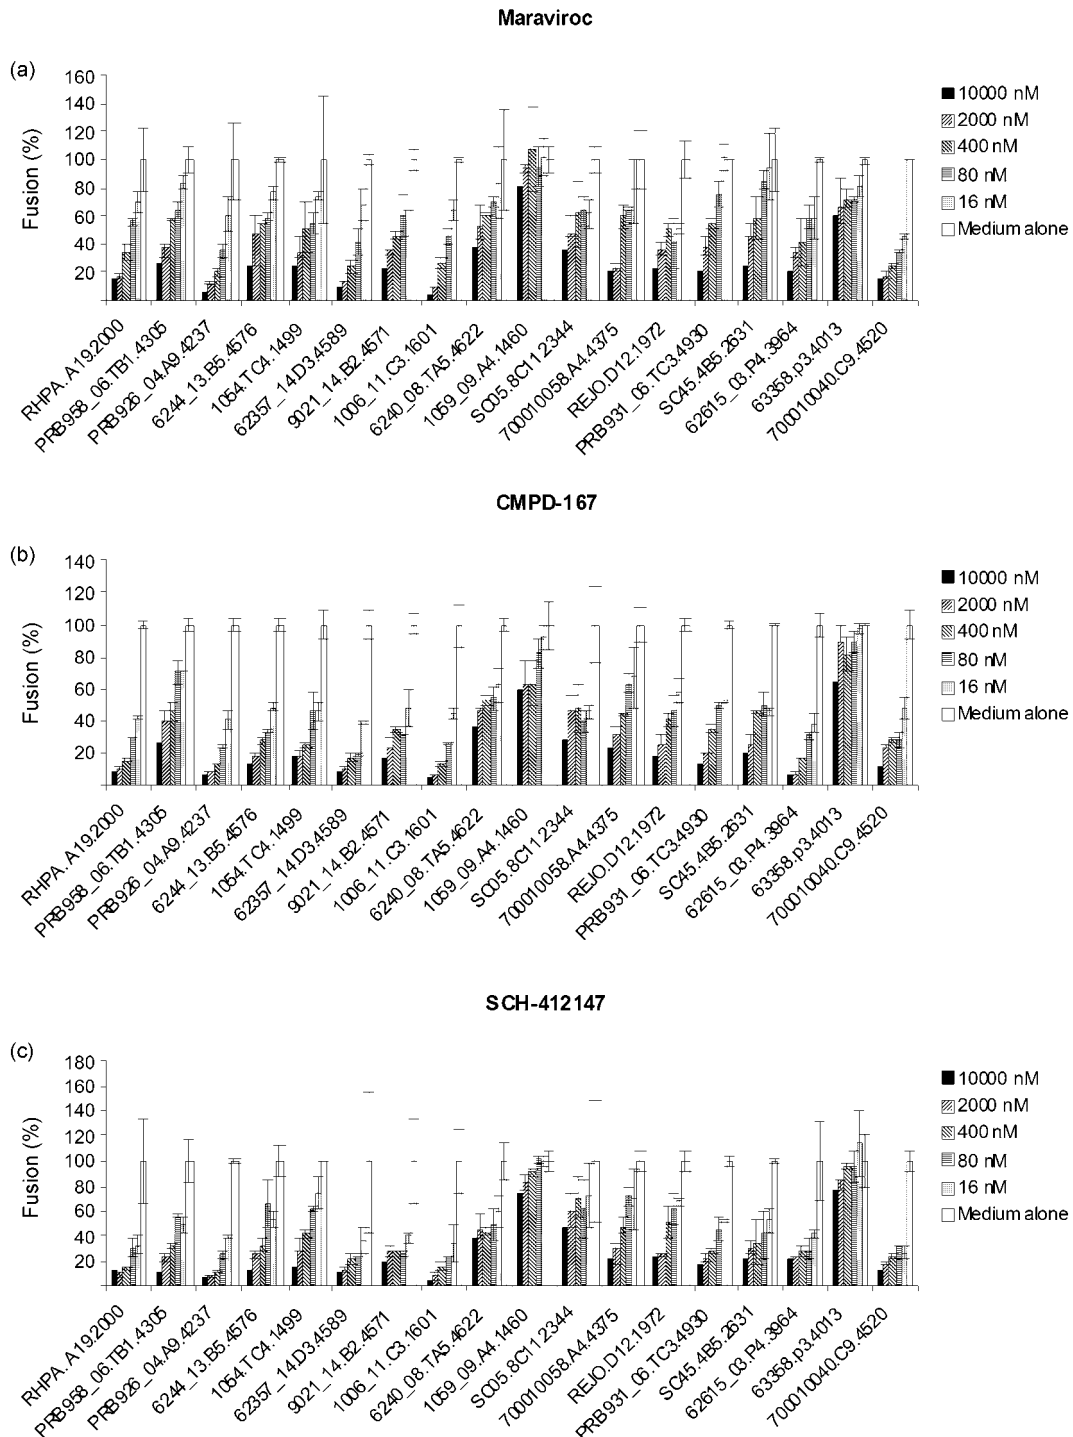 Maraviroc
(a)
Fusion (%)
160
140
120
100
80
60
40
20
10000 nM
2000 nM
400 nM
80 nM
16 nM
Medium alone
RHPA.A19.2000
PRB958_06.TB1.4305
PRB926_04.A9.4237
6244_13.B5.4576
1054.TC4.1499
62357_14.D3.4589
9021_14.B2.4571
1006_11.C3.1601
6240_08.TA5.4622
1059_09.A4.1460
SC05.8C11.2344
700010058.A4.4375
REJO.D12.1972
PRB931_06.TC3.4930
SC45.4B5.2631
62615_03.P4.3964
63358.p3.4013
700010040.C9.4520
CMPD-167
(b)
Fusion (%)
140
120
100
80
60
40
20
10000 nM
2000 nM
400 nM
80 nM
16 nM
Medium alone
RHPA.A19.2000
PRB958_06.TB1.4305
PRB926_04.A9.4237
6244_13.B5.4576
1054.TC4.1499
62357_14.D3.4589
9021_14.B2.4571
1006_11.C3.1601
6240_08.TA5.4622
1059_09.A4.1460
SC05.8C11.2344
700010058.A4.4375
REJO.D12.1972
PRB931_06.TC3.4930
SC45.4B5.2631
62615_03.P4.3964
63358.p3.4013
700010040.C9.4520
SCH-412147
(c)
Fusion (%)
180
160
140
120
100
80
60
40
20
10000 nM
2000 nM
400 nM
80 nM
16 nM
Medium alone
RHPA.A19.2000
PRB958_06.TB1.4305
PRB926_04.A9.4237
6244_13.B5.4576
1054.TC4.1499
62357_14.D3.4589
9021_14.B2.4571
1006_11.C3.1601
6240_08.TA5.4622
1059_09.A4.1460
SC05.8C11.2344
700010058.A4.4375
REJO.D12.1972
PRB931_06.TC3.4930
SC45.4B5.2631
62615_03.P4.3964
63358.p3.4013
700010040.C9.4520